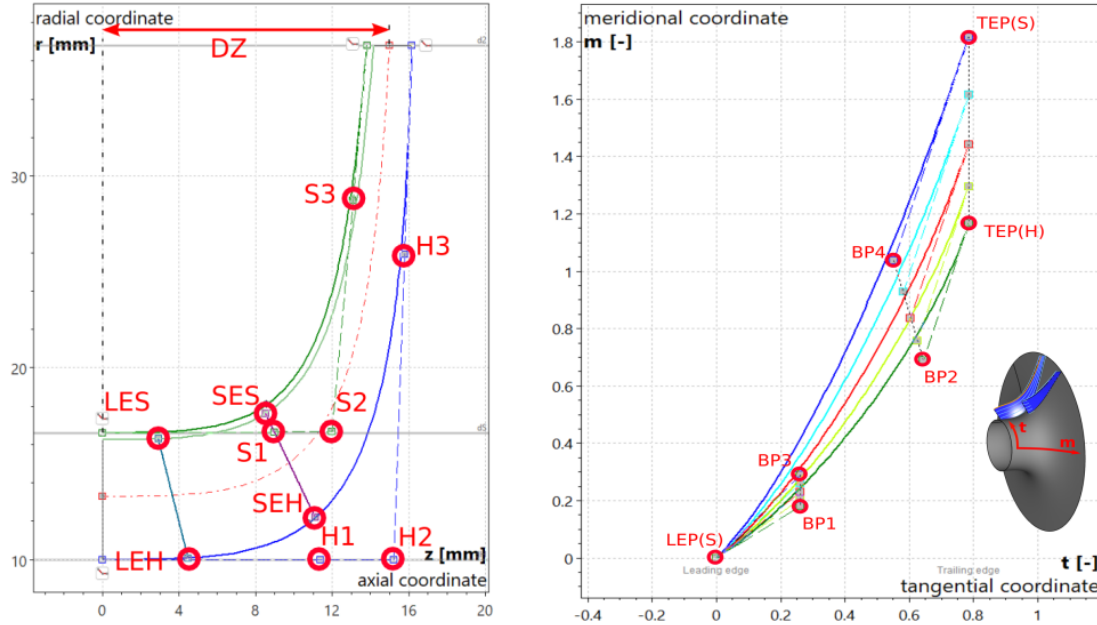 radial coordinate
r [mm]
DZ
d2
30
S3
H3
20
LES
SES
S2
d5
S1
SEH
LEH
H1
H2
z [mm]
10
axial coordinate
0
4
8
12
16
20
meridional coordinate
m [-]
TEP(S)
1.8
1.6
1.4
1.2
TEP(H)
BP4
1
0.8
BP2
0.6
t
0.4
m
BP3
0.2
BP1
LEP(S)
0
Leading edge
Trailing edge
t [-]
tangential coordinate
-0.4
-0.2
0
0.2
0.4
0.6
0.8
1